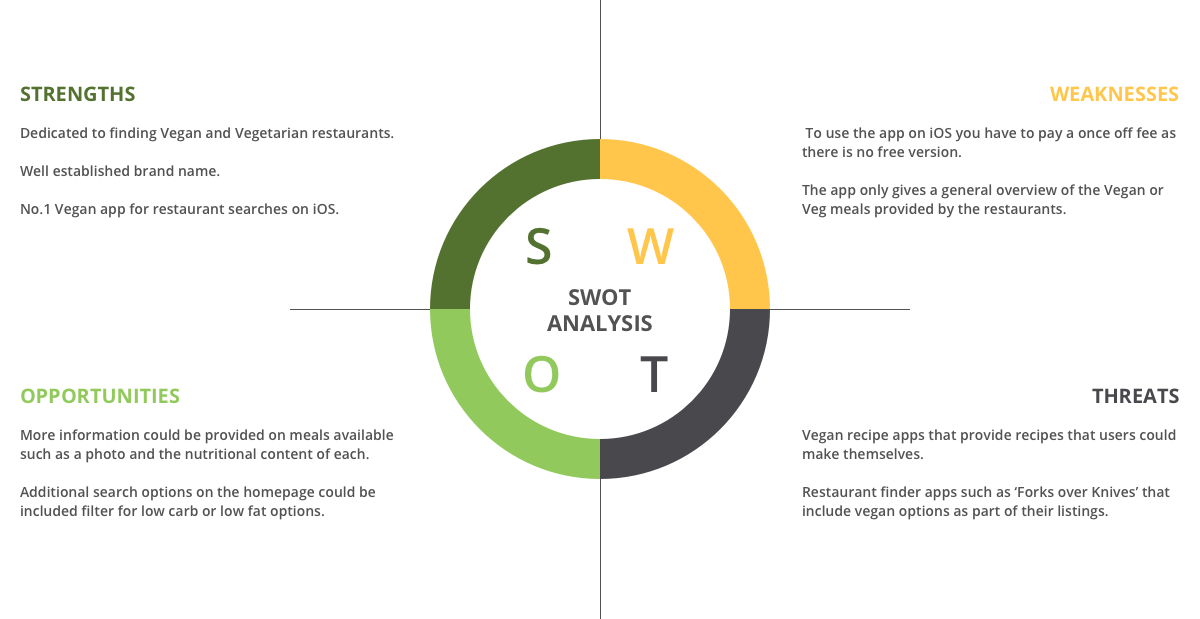 STRENGTHS
Dedicated to finding Vegan and Vegetarian restaurants.
Well established brand name.
No.1 Vegan app for restaurant searches on iOS.
WEAKNESSES
To use the app on iOS you have to pay a once off fee as
there is no free version.
The app only gives a general overview of the Vegan or
Veg meals provided by the restaurants.
S W
SWOT
ANALYSIS
O T
OPPORTUNITIES
More information could be provided on meals available
such as a photo and the nutritional content of each.
Additional search options on the homepage could be
included filter for low carb or low fat options.
THREATS
Vegan recipe apps that provide recipes that users could
make themselves.
Restaurant finder apps such as ‘Forks over Knives’ that
include vegan options as part of their listings.